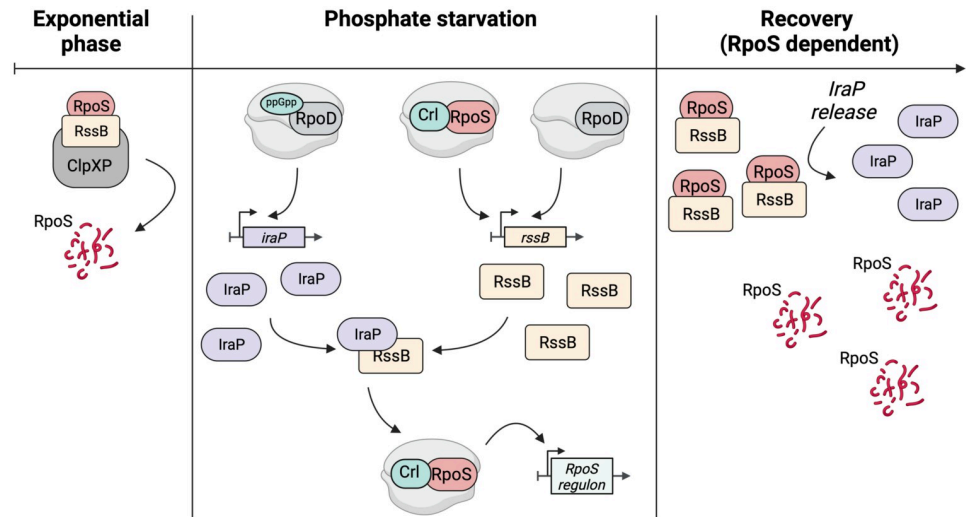 Exponential
phase
Phosphate starvation
Recovery
(RpoS dependent)
RpoS
RssB
ClpXP
RpoS
ppGpp
RpoD
Crl
RpoS
RpoD
iraP
rssB
IraP
IraP
IraP
RssB
RssB
RssB
IraP
RssB
Crl
RpoS
RpoS
regulon
RpoS
RssB
RpoS
RssB
RpoS
RssB
IraP
release
IraP
IraP
IraP
RpoS
RpoS
RpoS